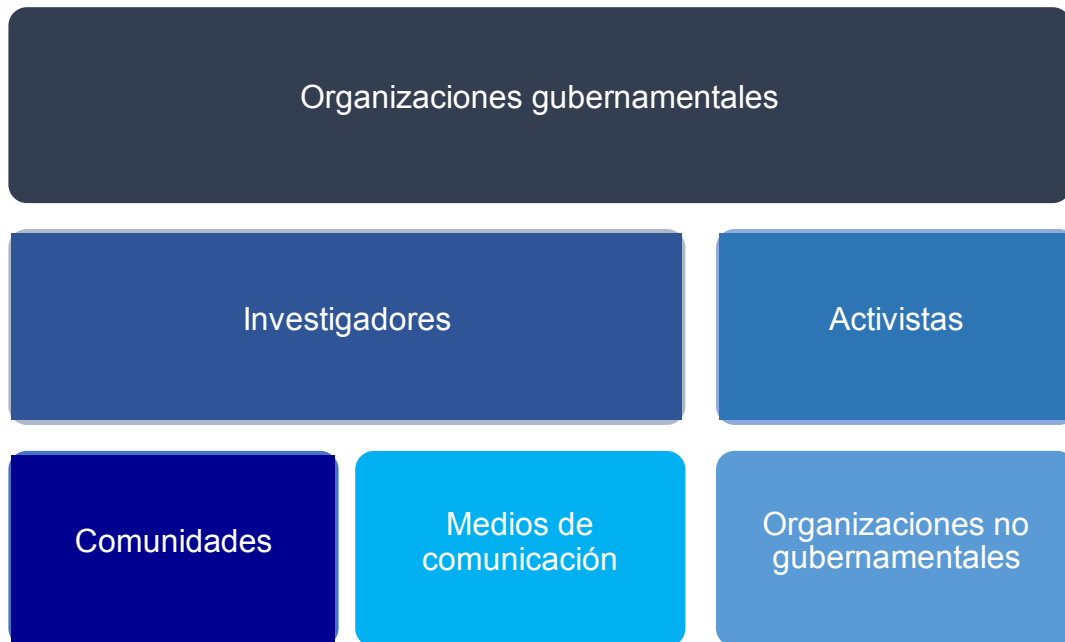 Organizaciones gubernamentales
Investigadores
Activistas
Comunidades
Medios de
comunicación
Organizaciones no
gubernamentales